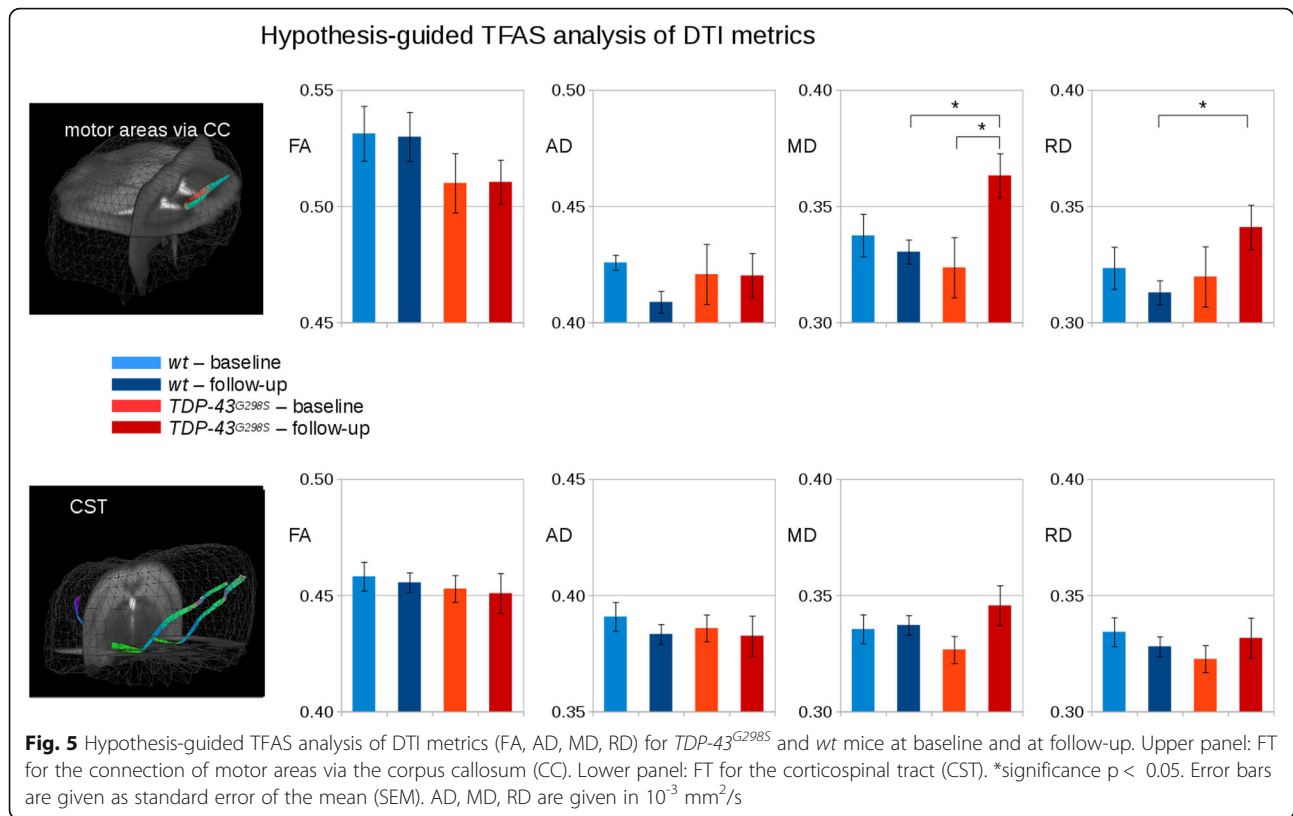 Hypothesis-guided TFAS analysis of DTI metrics
motor areas via CC
0.55
0.50
0.45
FA
0.50
0.45
0.40
AD
0.40
0.35
0.30
MD
*
*
0.40
0.35
0.30
RD
*
wt – baseline
wt – follow-up
TDP-43G298S – baseline
TDP-43G298S – follow-up
CST
0.50
0.45
0.40
FA
0.45
0.40
0.35
AD
0.40
0.35
0.30
MD
0.40
0.35
0.30
RD
Fig. 5 Hypothesis-guided TFAS analysis of DTI metrics (FA, AD, MD, RD) for TDP-43G298S and wt mice at baseline and at follow-up. Upper panel: FT
for the connection of motor areas via the corpus callosum (CC). Lower panel: FT for the corticospinal tract (CST). *significance p < 0.05. Error bars
are given as standard error of the mean (SEM). AD, MD, RD are given in 10-3 mm2/s